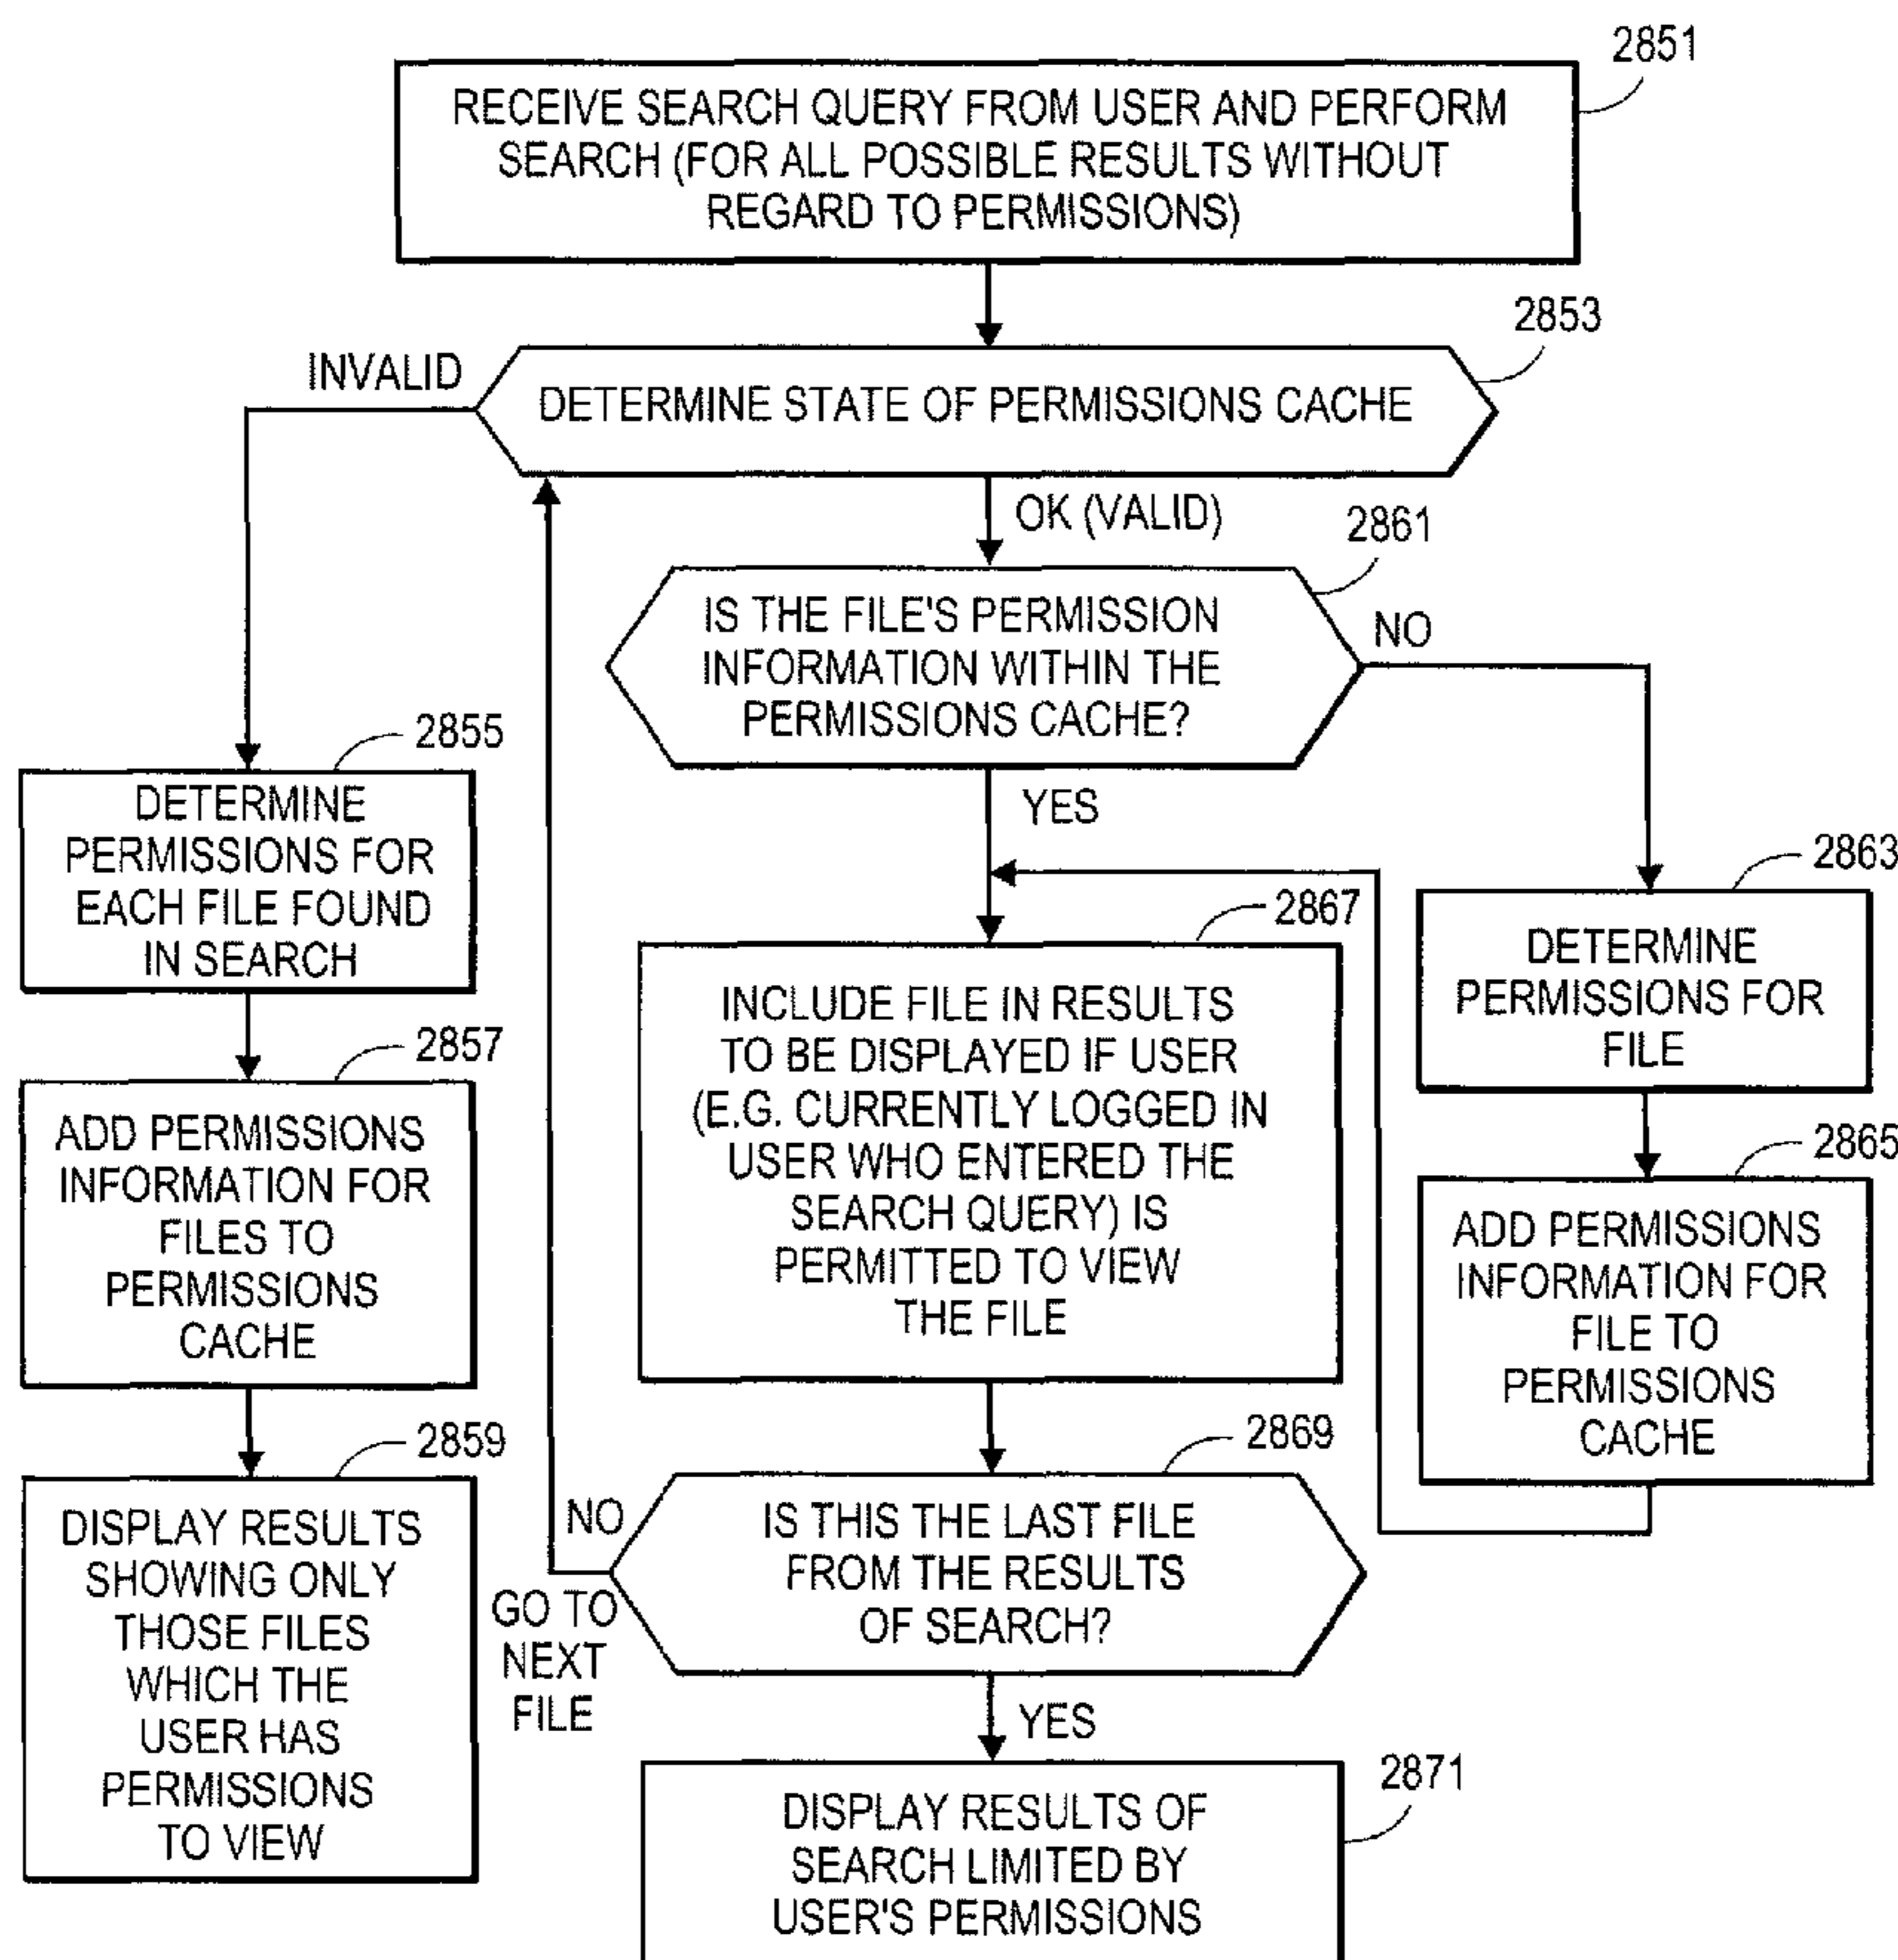 2851
RECEIVE SEARCH QUERY FROM USER AND PERFORM
SEARCH (FOR ALL POSSIBLE RESULTS WITHOUT
REGARD TO PERMISSIONS)
2853
INVALID
DETERMINE STATE OF PERMISSIONS CACHE
OK (VALID)
2861
IS THE FILE'S PERMISSION
INFORMATION WITHIN THE
PERMISSIONS CACHE?
NO
YES
2855
DETERMINE
PERMISSIONS FOR
EACH FILE FOUND
IN SEARCH
2857
ADD PERMISSIONS
INFORMATION FOR
FILES TO
PERMISSIONS
CACHE
2859
DISPLAY RESULTS
SHOWING ONLY
THOSE FILES
WHICH THE
USER HAS
PERMISSIONS
TO VIEW
2863
DETERMINE
PERMISSIONS FOR
FILE
2865
ADD PERMISSIONS
INFORMATION FOR
FILE TO
PERMISSIONS
CACHE
2867
INCLUDE FILE IN RESULTS
TO BE DISPLAYED IF USER
(E.G. CURRENTLY LOGGED IN
USER WHO ENTERED THE
SEARCH QUERY) IS
PERMITTED TO VIEW
THE FILE
2869
IS THIS THE LAST FILE
FROM THE RESULTS
OF SEARCH?
NO
GO TO
NEXT
FILE
YES
2871
DISPLAY RESULTS OF
SEARCH LIMITED BY
USER'S PERMISSIONS